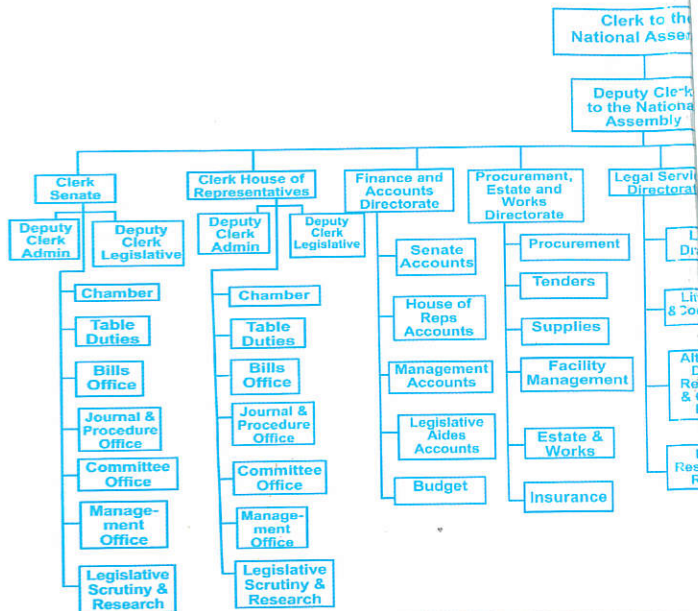 Clerk to the
National
Deputy Clerk
to the National
Assembly
Clerk
Senate
Deputy
Clerk
Admin
Deputy
Clerk
Legislative
Chamber
Table
Duties
Bills
Office
Journal &
Procedure
Office
Committee
Office
Manage-
ment
Office
Legislative
Scrutiny &
Research
Clerk House of
Representatives
Deputy
Clerk
Admin
Deputy
Clerk
Legislative
Chamber
Table
Duties
Bills
Office
Journal &
Procedure
Office
Committee
Office
Manage-
ment
Office
Legislative
Scrutiny &
Research
Finance and
Accounts
Directorate
Senate
Accounts
House of
Reps
Accounts
Management
Accounts
Legislative
Aides
Accounts
Budget
Procurement,
Estate and
Works
Directorate
Procurement
Tenders
Supplies
Facility
Management
Estate &
Works
Insurance
Legal